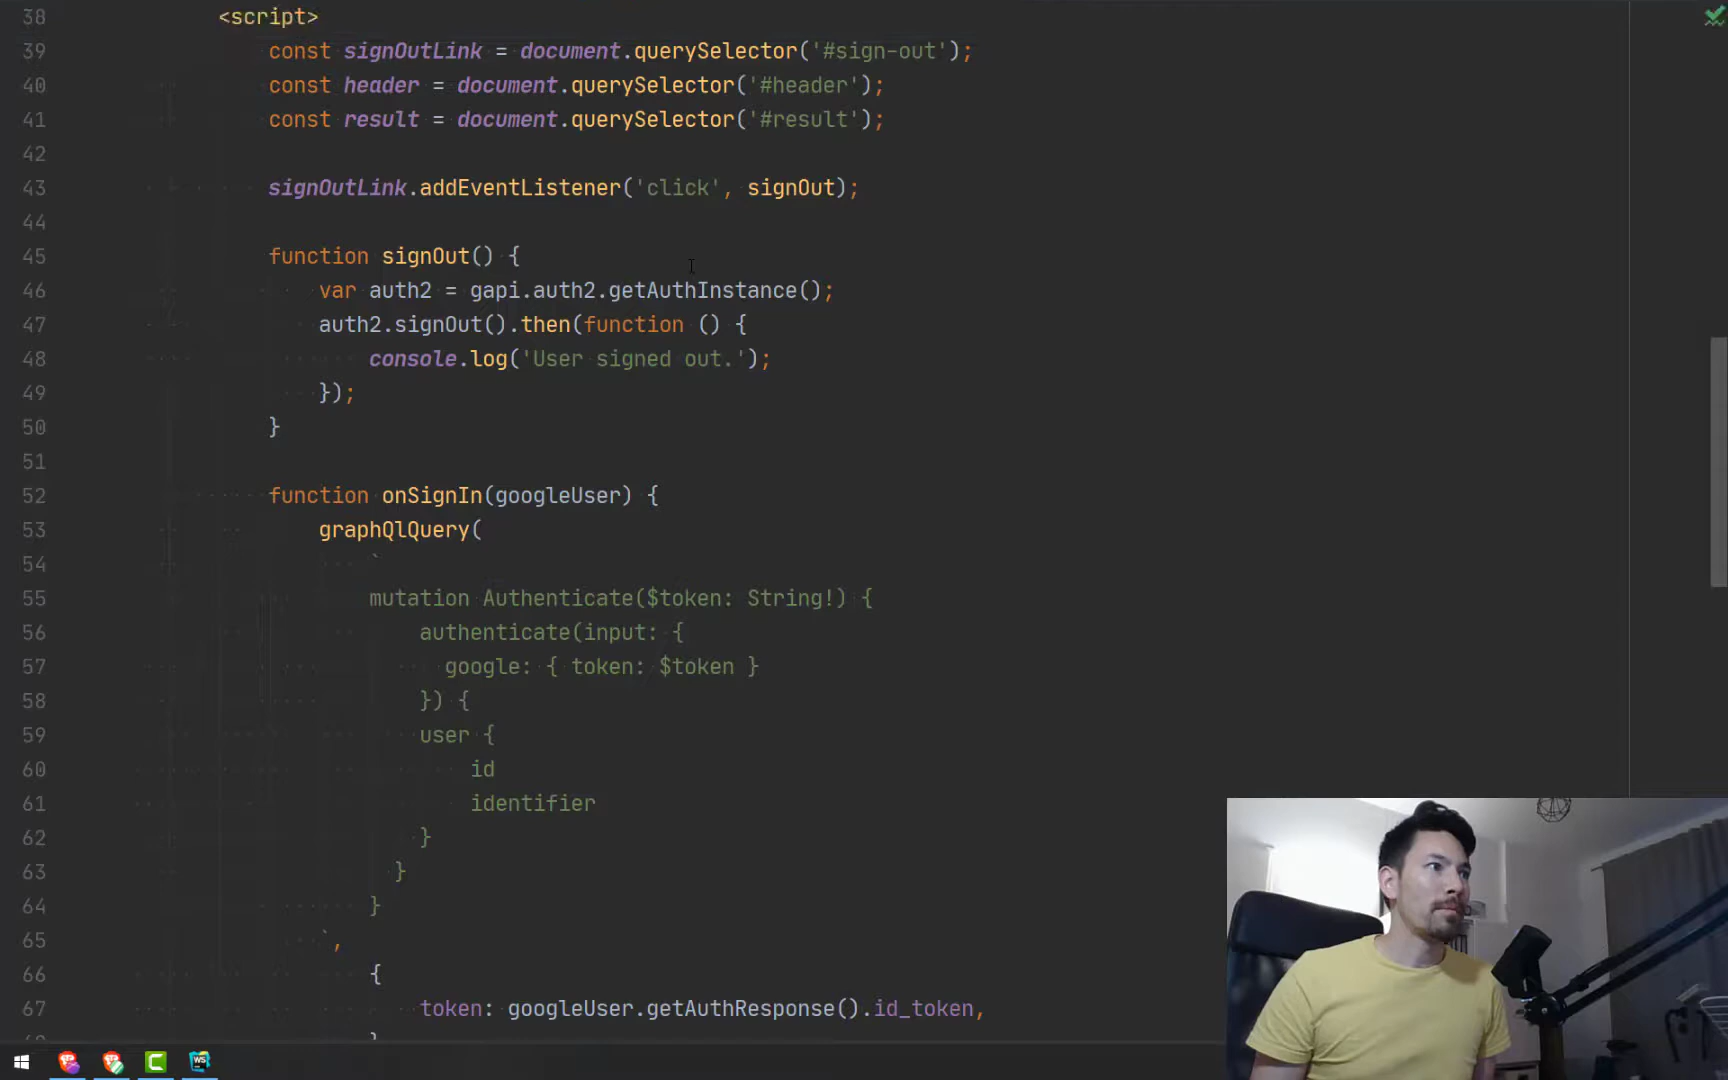 38 <script>
39 const signOutLink = document.querySelector('#sign-out');
40 const header = document.querySelector('#header');
41 const result = document.querySelector('#result');
42
43 signOutLink.addEventListener('click', signOut);
44
45 function signOut() {
46 var auth2 = gapi.auth2.getAuthInstance();
47 auth2.signOut().then(function () {
48 console.log('User signed out.');
49 });
50 }
51
52 function onSignIn(googleUser) {
53 graphQlQuery(
54 `
55 mutation Authenticate($token: String!) {
56 authenticate(input: {
57 google: { token: $token }
58 }) {
59 user {
60 id
61 identifier
62 }
63 }
64 }
65 `,
66 {
67 token: googleUser.getAuthResponse().id_token,
WS